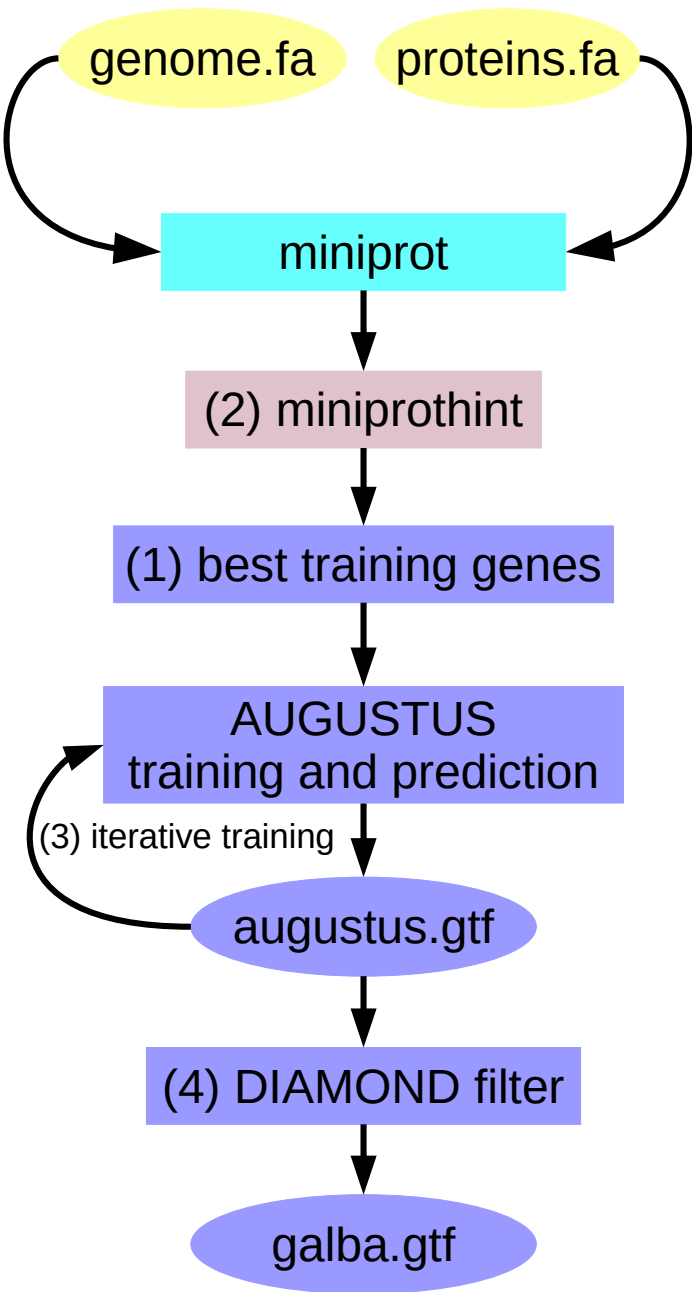 genome.fa
proteins.fa
miniprot
(2) miniprothint
(1) best training genes
AUGUSTUS
training and prediction
(3) iterative training
augustus.gtf
(4) DIAMOND filter
galba.gtf